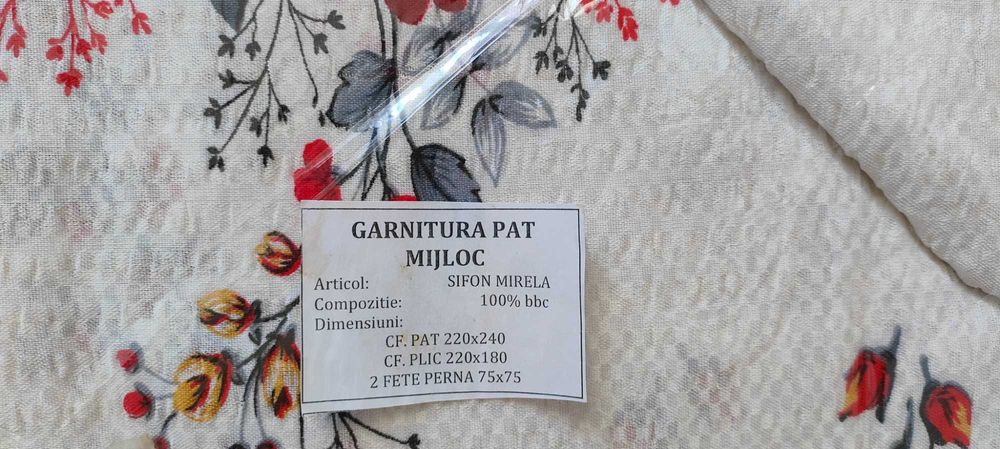 GARNITURA PAT
MIJLOC
Articol: SIFON MIRELA
Compozitie: 100% bbc
Dimensiuni:
CF. PAT 220x240
CF. PLIC 220x180
2 FETE PERNA 75x75